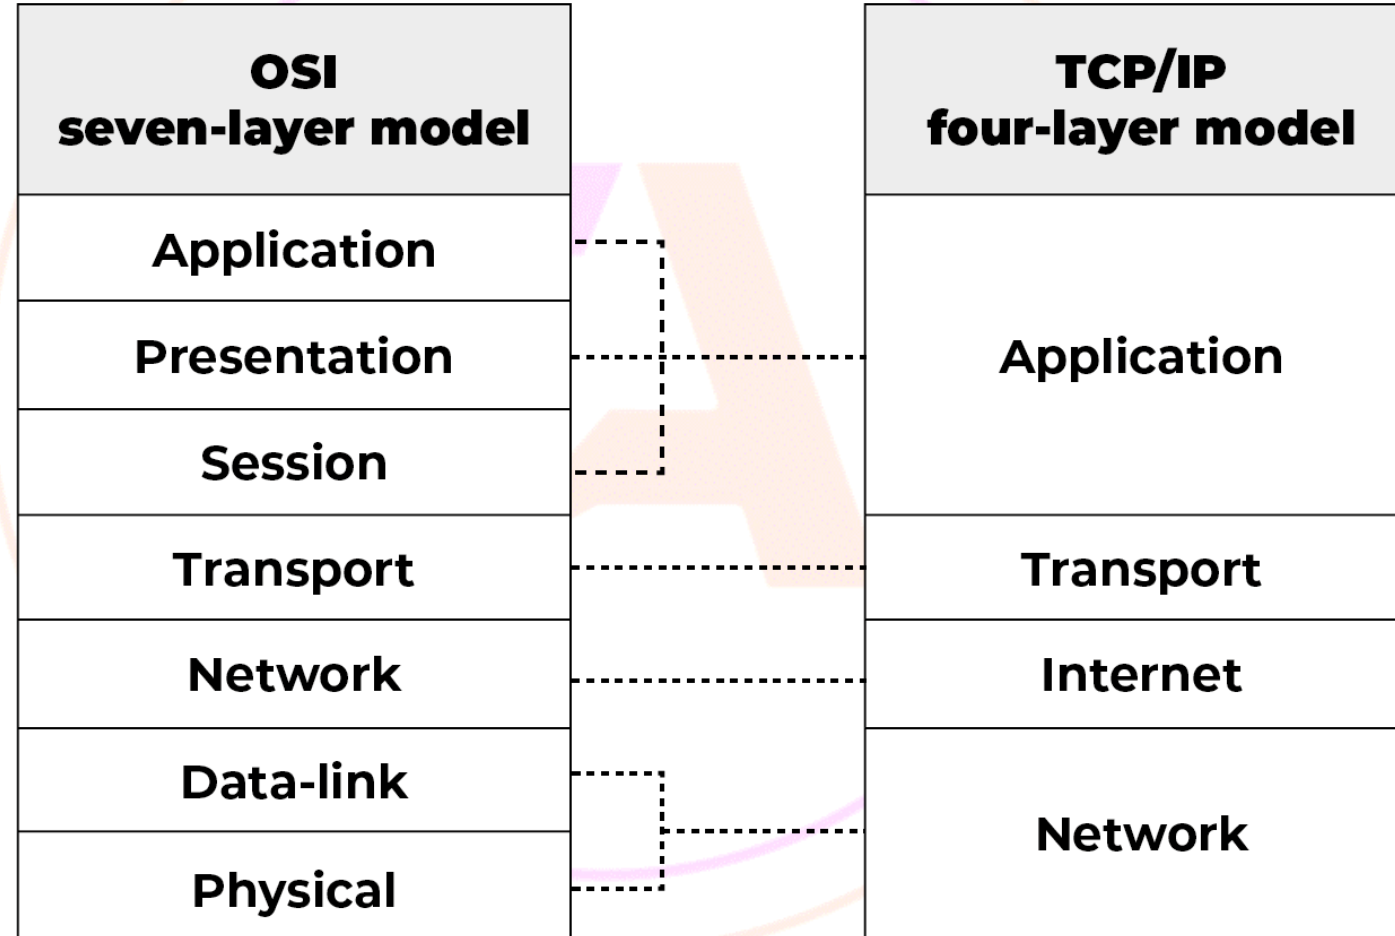 OSI
seven-layer model
Application
Presentation
Session
Transport
Network
Data-link
Physical
TCP/IP
four-layer model
Application
Transport
Internet
Network